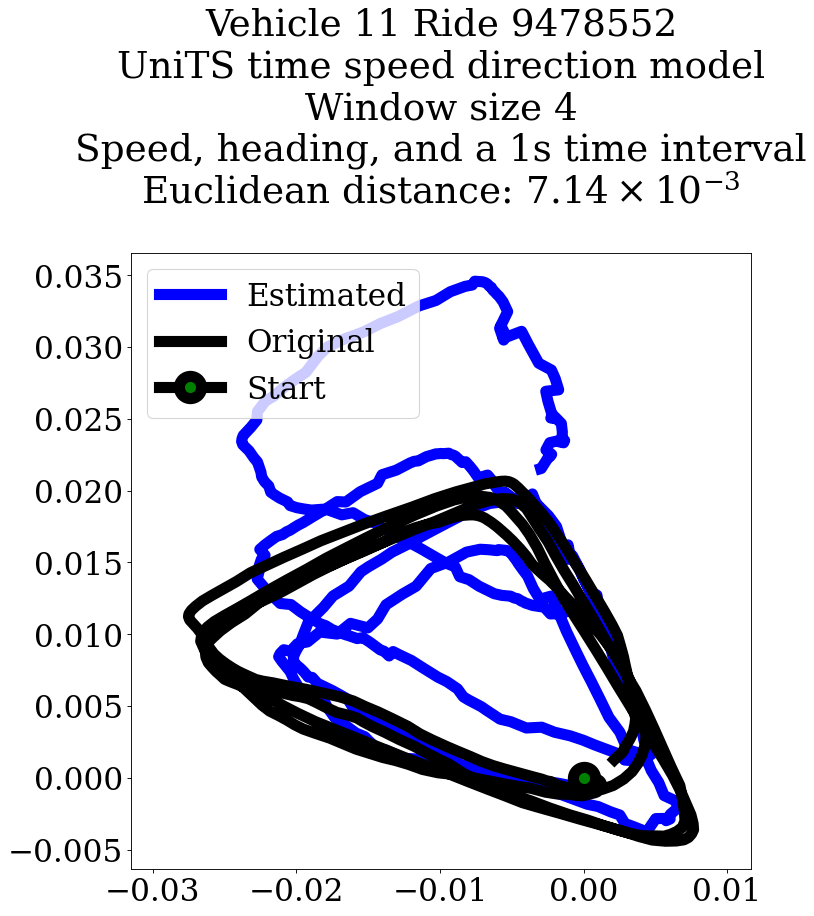 Vehicle 11 Ride 9478552
UniTS time speed direction model
Window size 4
Speed, heading, and a 1s time interval
Euclidean distance: 7.14 × 10⁻³
Estimated
Original
Start
0.035
0.030
0.025
0.020
0.015
0.010
0.005
0.000
−0.005
−0.03 −0.02 −0.01 0.00 0.01